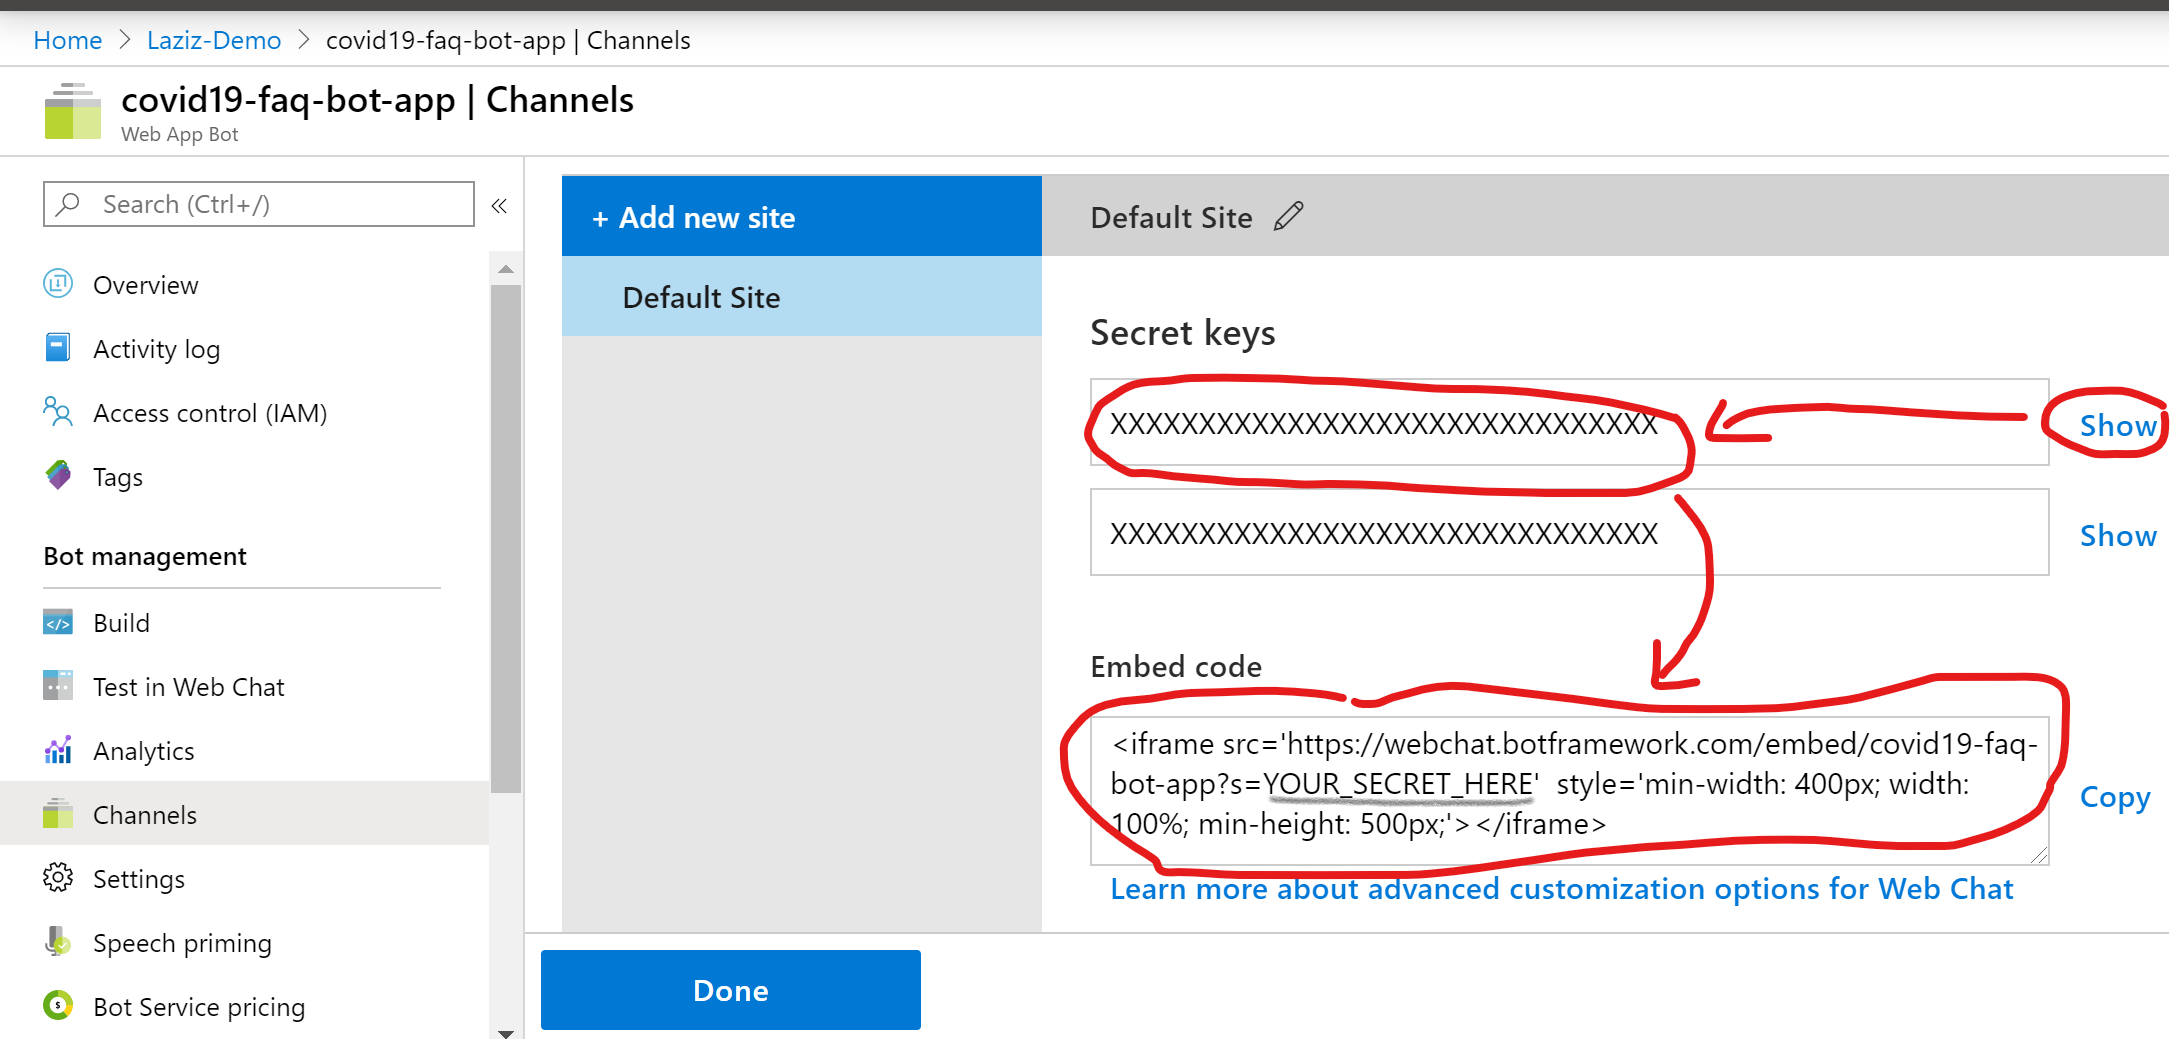 Home > Laziz-Demo > covid19-faq-bot-app | Channels
covid19-faq-bot-app | Channels
Web App Bot
Search (Ctrl+/)
«
Overview
Activity log
Access control (IAM)
Tags
Bot management
Build
Test in Web Chat
Analytics
Channels
Settings
Speech priming
Bot Service pricing
+ Add new site
Default Site
Default Site
Secret keys
XXXXXXXXXXXXXXXXXXXXXXXXXXXXXXX
Show
XXXXXXXXXXXXXXXXXXXXXXXXXXXXXXX
Show
Embed code
<iframe src='https://webchat.botframework.com/embed/covid19-faq-
bot-app?s=YOUR_SECRET_HERE'  style='min-width: 400px; width:
100%; min-height: 500px;'></iframe>
Copy
Learn more about advanced customization options for Web Chat
Done